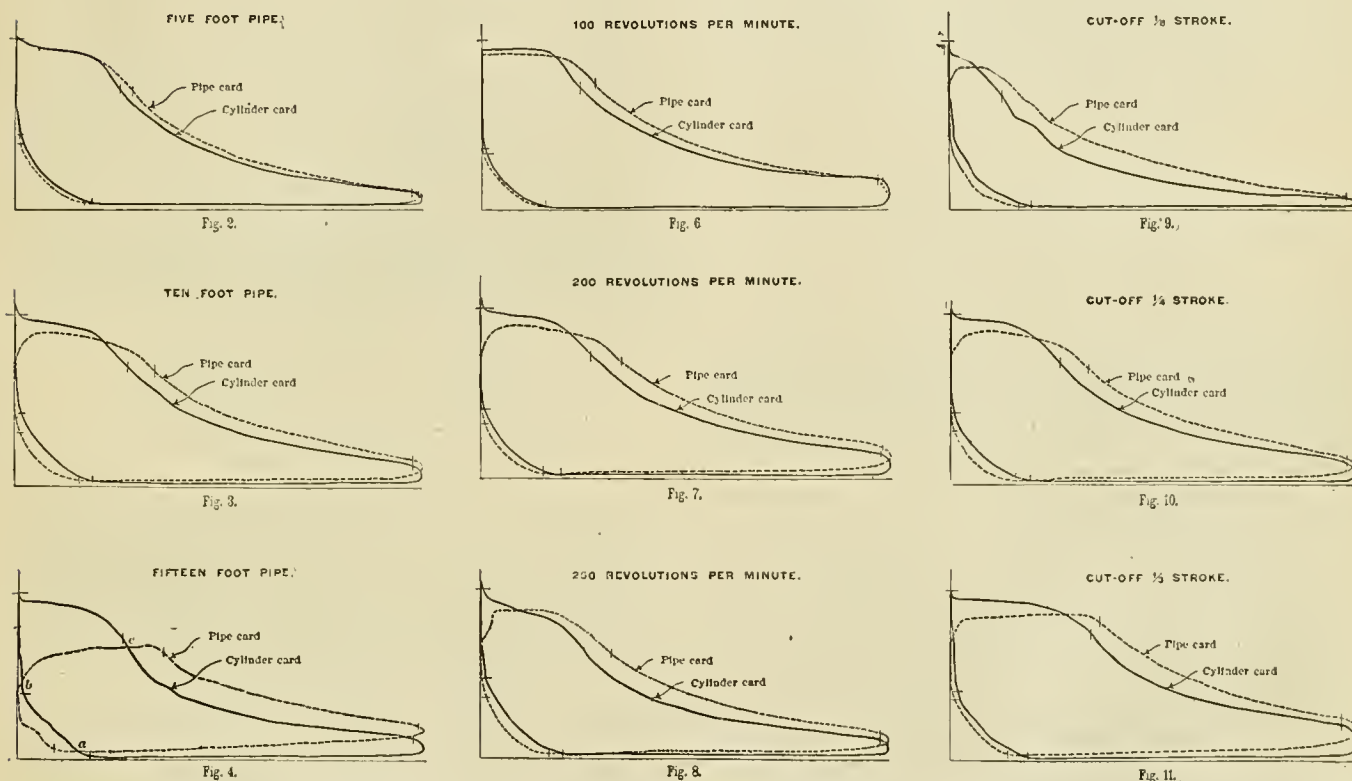 FIVE FOOT PIPE.
Pipe card
Cylinder card
Fig. 2.
100 REVOLUTIONS PER MINUTE.
Pipe card
Cylinder card
Fig. 6
CUT-OFF 1/8 STROKE.
Pipe card
Cylinder card
Fig. 9.
TEN FOOT PIPE.
Pipe card
Cylinder card
Fig. 3.
200 REVOLUTIONS PER MINUTE.
Pipe card
Cylinder card
Fig. 7.
CUT-OFF 1/4 STROKE.
Pipe card
Cylinder card
Fig. 10.
FIFTEEN FOOT PIPE.
c
Pipe card
Cylinder card
b
a
Fig. 4.
250 REVOLUTIONS PER MINUTE.
Pipe card
Cylinder card
Fig. 8.
CUT-OFF STROKE.
Pipe card
Cylinder card
Fig. 11.